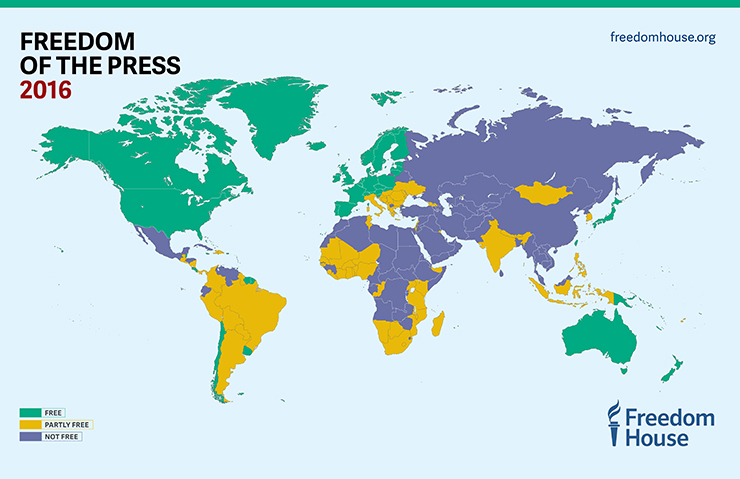 FREEDOM
OF THE PRESS
2016
freedomhouse.org
FREE
PARTLY FREE
NOT FREE
Freedom
House